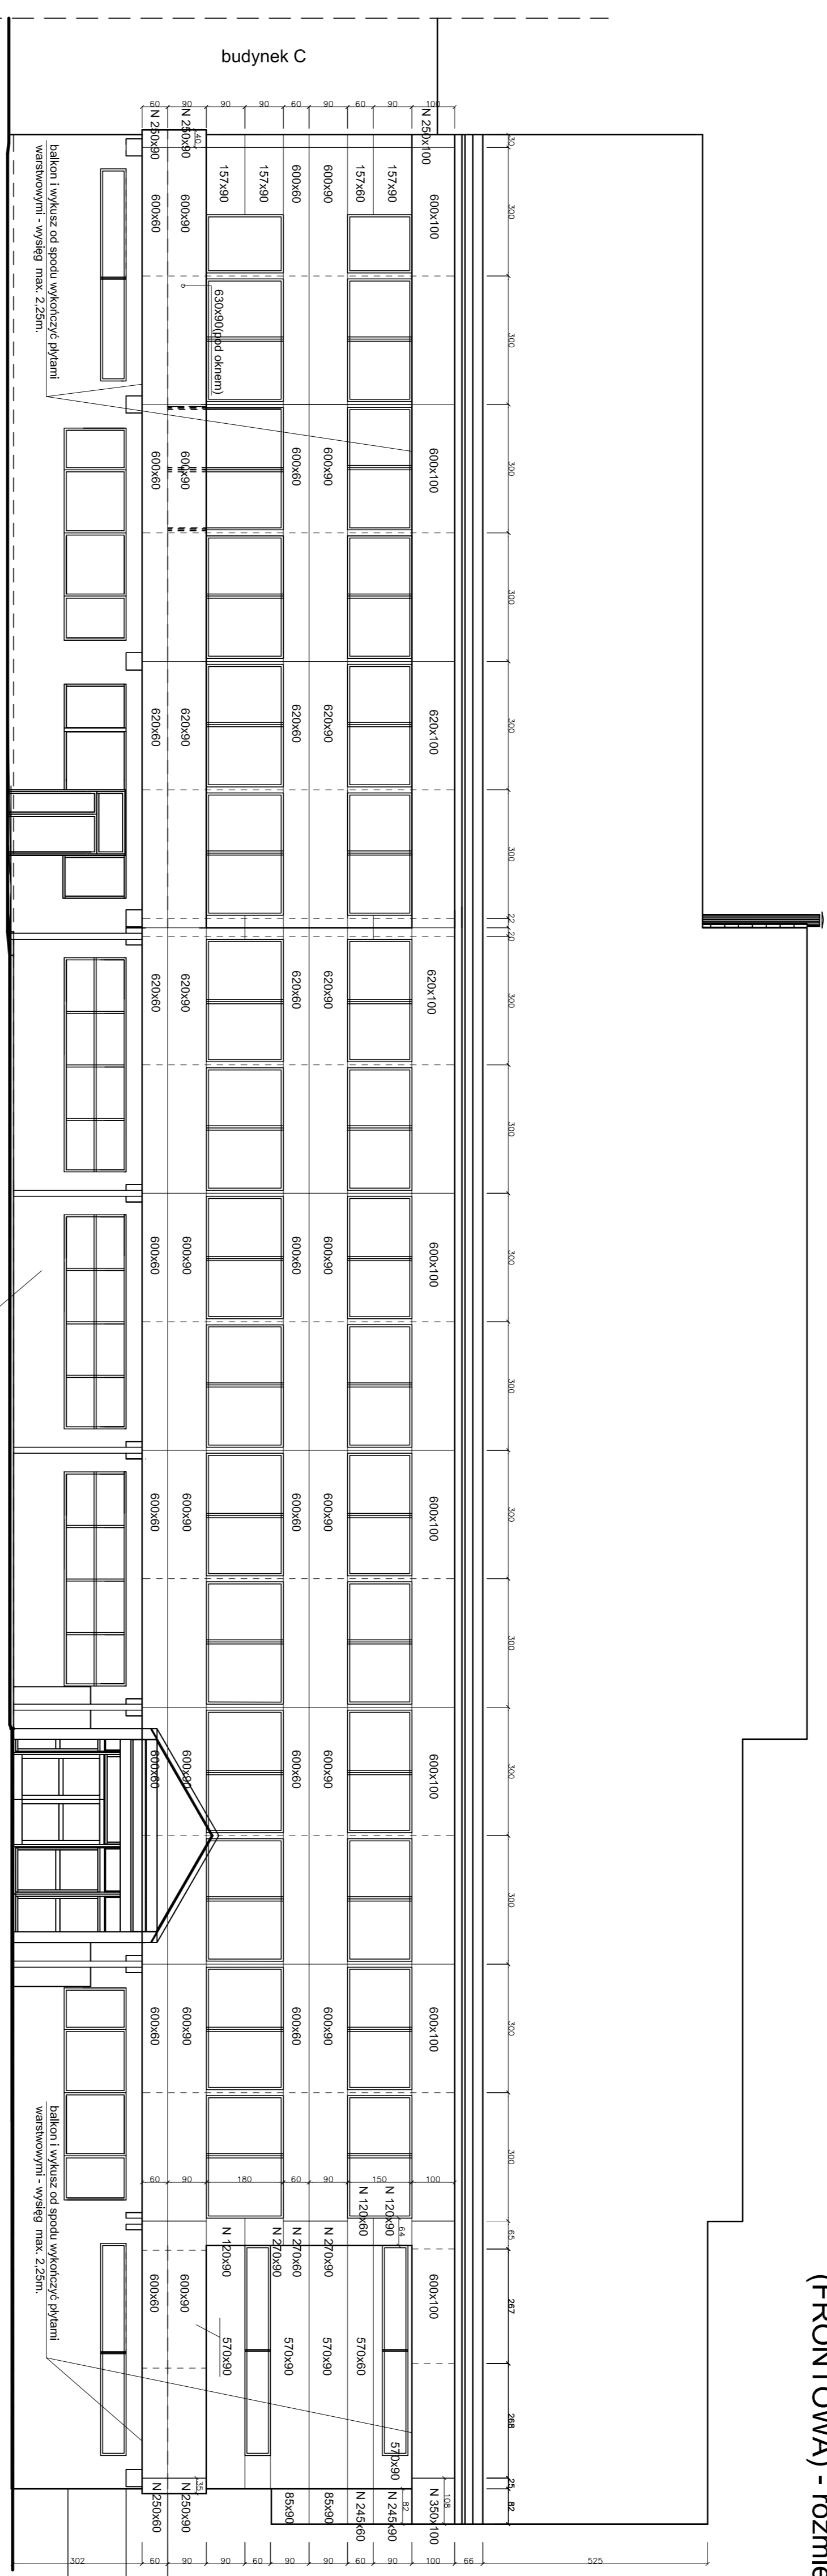 (FRONTOWA) - rozmie
budynek C
60 90 90 90 60 90 60 90 100
30 300 300 300 300 300 300 22 20 300 300 300 300 300 300 300 300 300 300 65 267 268 25 82
N 250x100 600x100 600x100 620x100 620x100 600x100 600x100 600x100 600x100 600x100 N 350x100
108
157x90 N 120x90 570x90 N 245x90
64 82
157x60 N 120x60 570x60 N 245x60
600x90 600x90 620x90 620x90 600x90 600x90 600x90 600x90 N 270x90 570x90 85x90
600x60 600x60 620x60 620x60 600x60 600x60 600x60 600x60 N 270x60
N 270x90 570x90 85x90
157x90
157x90 630x90(pod oknem) N 120x90 570x90
40 35
N 250x90 600x90 600x90 620x90 620x90 600x90 600x90 600x90 600x90 600x90 N 250x90
N 250x90 600x60 600x60 620x60 620x60 600x60 600x60 600x60 600x60 600x60 N 250x60
60 90 180 60 90 150 100
balkon i wykusz od spodu wykończyć płytami
warstwowymi - wysięg max. 2,25m.
balkon i wykusz od spodu wykończyć płytami
warstwowymi - wysięg max. 2,25m.
302 60 90 90 60 90 90 60 90 100 66 525